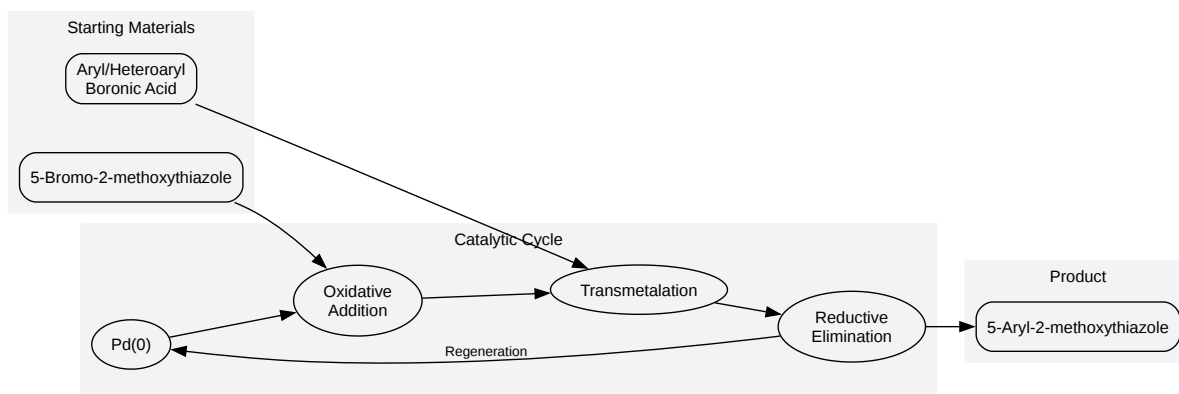 Starting Materials
Aryl/Heteroaryl
Boronic Acid
5-Bromo-2-methoxythiazole
Catalytic Cycle
Oxidative
Addition
Transmetalation
Reductive
Elimination
Pd(0)
Regeneration
Product
5-Aryl-2-methoxythiazole